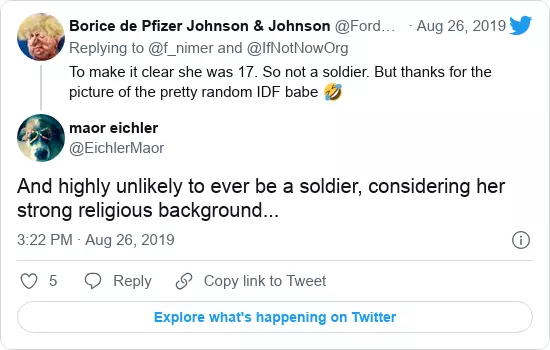 Borice de Pfizer Johnson & Johnson @Ford... · Aug 26, 2019
Replying to @f_nimer and @IfNotNowOrg
To make it clear she was 17. So not a soldier. But thanks for the
picture of the pretty random IDF babe 🤣
maor eichler
@EichlerMaor
And highly unlikely to ever be a soldier, considering her
strong religious background...
3:22 PM · Aug 26, 2019
5 Reply Copy link to Tweet
Explore what's happening on Twitter